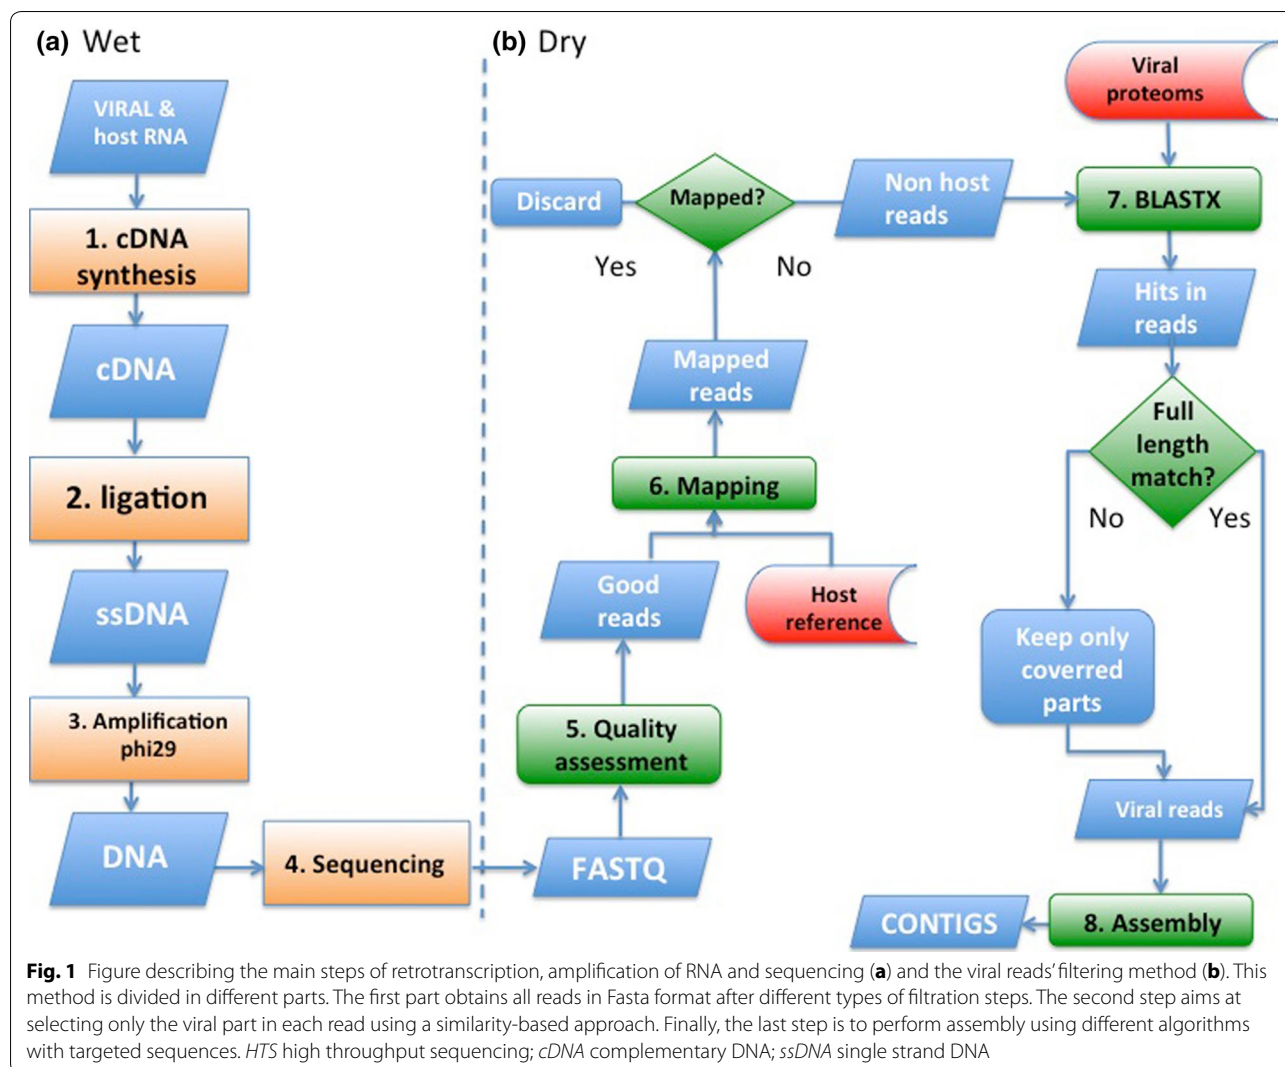 (a) Wet
VIRAL &
host RNA
1. cDNA
synthesis
cDNA
2. ligation
ssDNA
3. Amplification
phi29
DNA
4. Sequencing
(b) Dry
FASTQ
5. Quality
assessment
Good
reads
Host
reference
6. Mapping
Mapped
reads
Mapped?
Yes
No
Discard
Non host
reads
Viral
proteoms
7. BLASTX
Hits in
reads
Full
length
match?
No
Yes
Keep only
coverred
parts
Viral reads
8. Assembly
CONTIGS
Fig. 1 Figure describing the main steps of retrotranscription, amplification of RNA and sequencing (a) and the viral reads’ filtering method (b). This
method is divided in different parts. The first part obtains all reads in Fasta format after different types of filtration steps. The second step aims at
selecting only the viral part in each read using a similarity-based approach. Finally, the last step is to perform assembly using different algorithms
with targeted sequences. HTS high throughput sequencing; cDNA complementary DNA; ssDNA single strand DNA